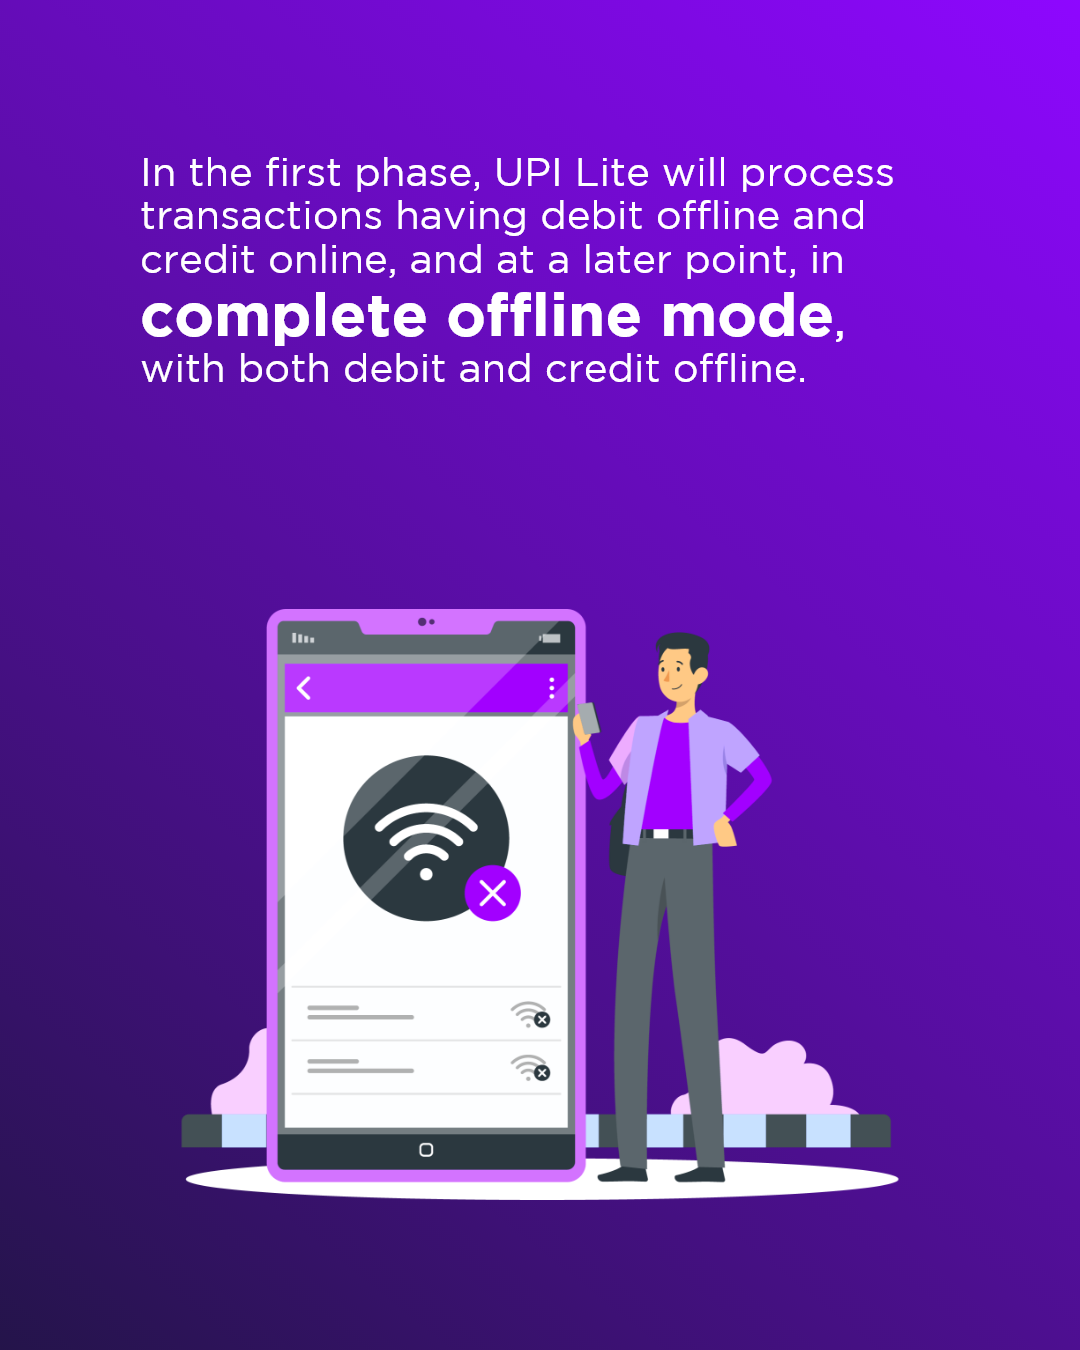 In the first phase, UPI Lite will process
transactions having debit offline and
credit online, and at a later point, in
complete offline mode,
with both debit and credit offline.